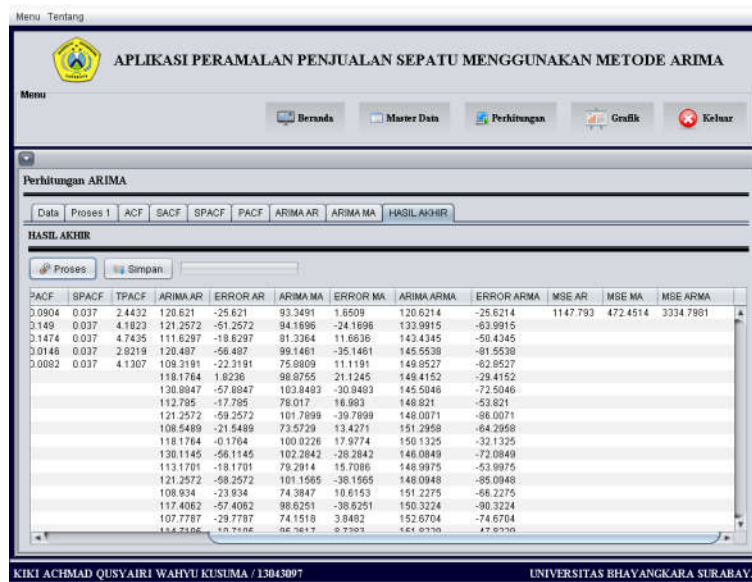 Menu Tentang
APLIKASI PERAMALAN PENJUALAN SEPATU MENGGUNAKAN METODE ARIMA
Menu
Beranda Master Data Perhitungan Grafik Keluar
Perhitungan ARIMA
Data Proses 1 ACF SACF SPACF PACF ARIMA AR ARIMA MA HASIL AKHIR
HASIL AKHIR
Proses Simpan
PACF SPACF TPACF ARIMA AR ERROR AR ARIMA MA ERROR MA ARIMA ARMA ERROR ARMA MSE AR MSE MA MSE ARMA
0.0904 0.037 2.4432 120.621 -25.621 93.3491 1.6509 120.6214 -25.6214 1147.793 472.4514 3334.7981
0.149 0.037 4.1823 121.2572 -51.2572 94.1696 -24.1696 133.9915 -63.9915
0.1474 0.037 4.7435 111.6297 -18.6297 81.3364 11.6636 143.4345 -50.4345
0.0146 0.037 2.8219 120.487 -56.487 99.1461 -35.1461 145.5538 -81.5538
0.0082 0.037 4.1307 109.3191 -22.3191 75.8809 11.1191 149.8527 -62.8527
118.1764 1.8236 98.8755 21.1245 149.4152 -29.4152
130.8847 -57.8847 103.8483 -30.8483 145.5046 -72.5046
112.785 -17.785 78.017 16.983 148.821 -53.821
121.2572 -59.2572 101.7899 -39.7899 148.0071 -86.0071
108.5489 -21.5489 73.5729 13.4271 151.2958 -64.2958
118.1764 -0.1764 100.0226 17.9774 150.1325 -32.1325
130.1145 -56.1145 102.2842 -28.2842 146.0849 -72.0849
113.1701 -18.1701 79.2914 15.7086 148.9975 -53.9975
121.2572 -58.2572 101.1565 -38.1565 148.0948 -85.0948
108.934 -23.934 74.3847 10.6153 151.2275 -66.2275
117.4062 -57.4062 98.6251 -38.6251 150.3224 -90.3224
107.7787 -29.7787 74.1518 3.8482 152.6704 -74.6704
KIKI ACHMAD QUSYAIRI WAHYU KUSUMA / 13043097 UNIVERSITAS BHAYANGKARA SURABAY